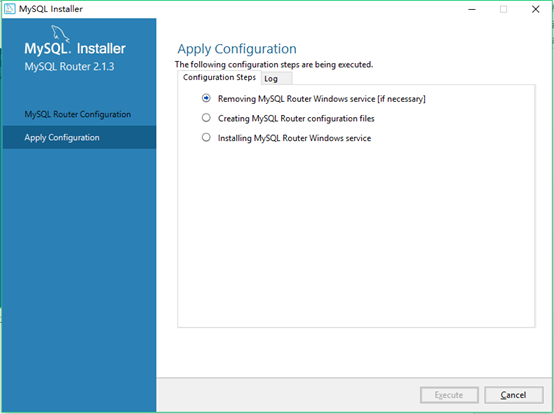 MySQL Installer
MySQL. Installer
MySQL Router 2.1.3
MySQL Router Configuration
Apply Configuration
Apply Configuration
The following configuration steps are being executed.
Configuration Steps Log
Removing MySQL Router Windows service [if necessary]
Creating MySQL Router configuration files
Installing MySQL Router Windows service
Execute Cancel